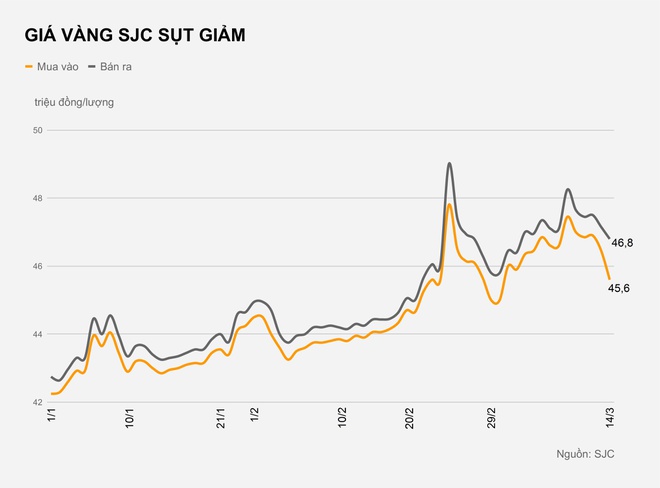 GIÁ VÀNG SJC SỤT GIẢM
Mua vào Bán ra
triệu đồng/lượng
50
48
46,8
46
45,6
44
42
1/1 10/1 21/1 1/2 10/2 20/2 29/2 14/3
Nguồn: SJC